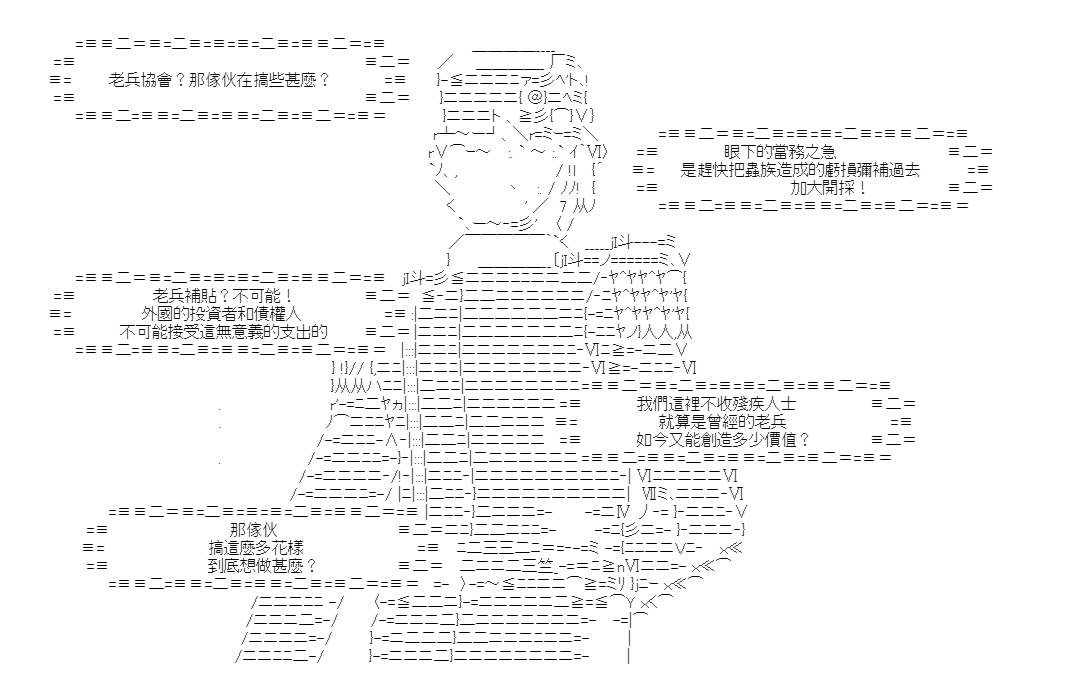 老兵協會？那傢伙在搞些甚麼？
眼下的當務之急
是趕快把蟲族造成的虧損彌補過去
加大開採！
老兵補貼？不可能！
外國的投資者和債權人
不可能接受這無意義的支出的
我們這裡不收殘疾人士
就算是曾經的老兵
如今又能創造多少價值？
那傢伙
搞這麼多花樣
到底想做甚麼？